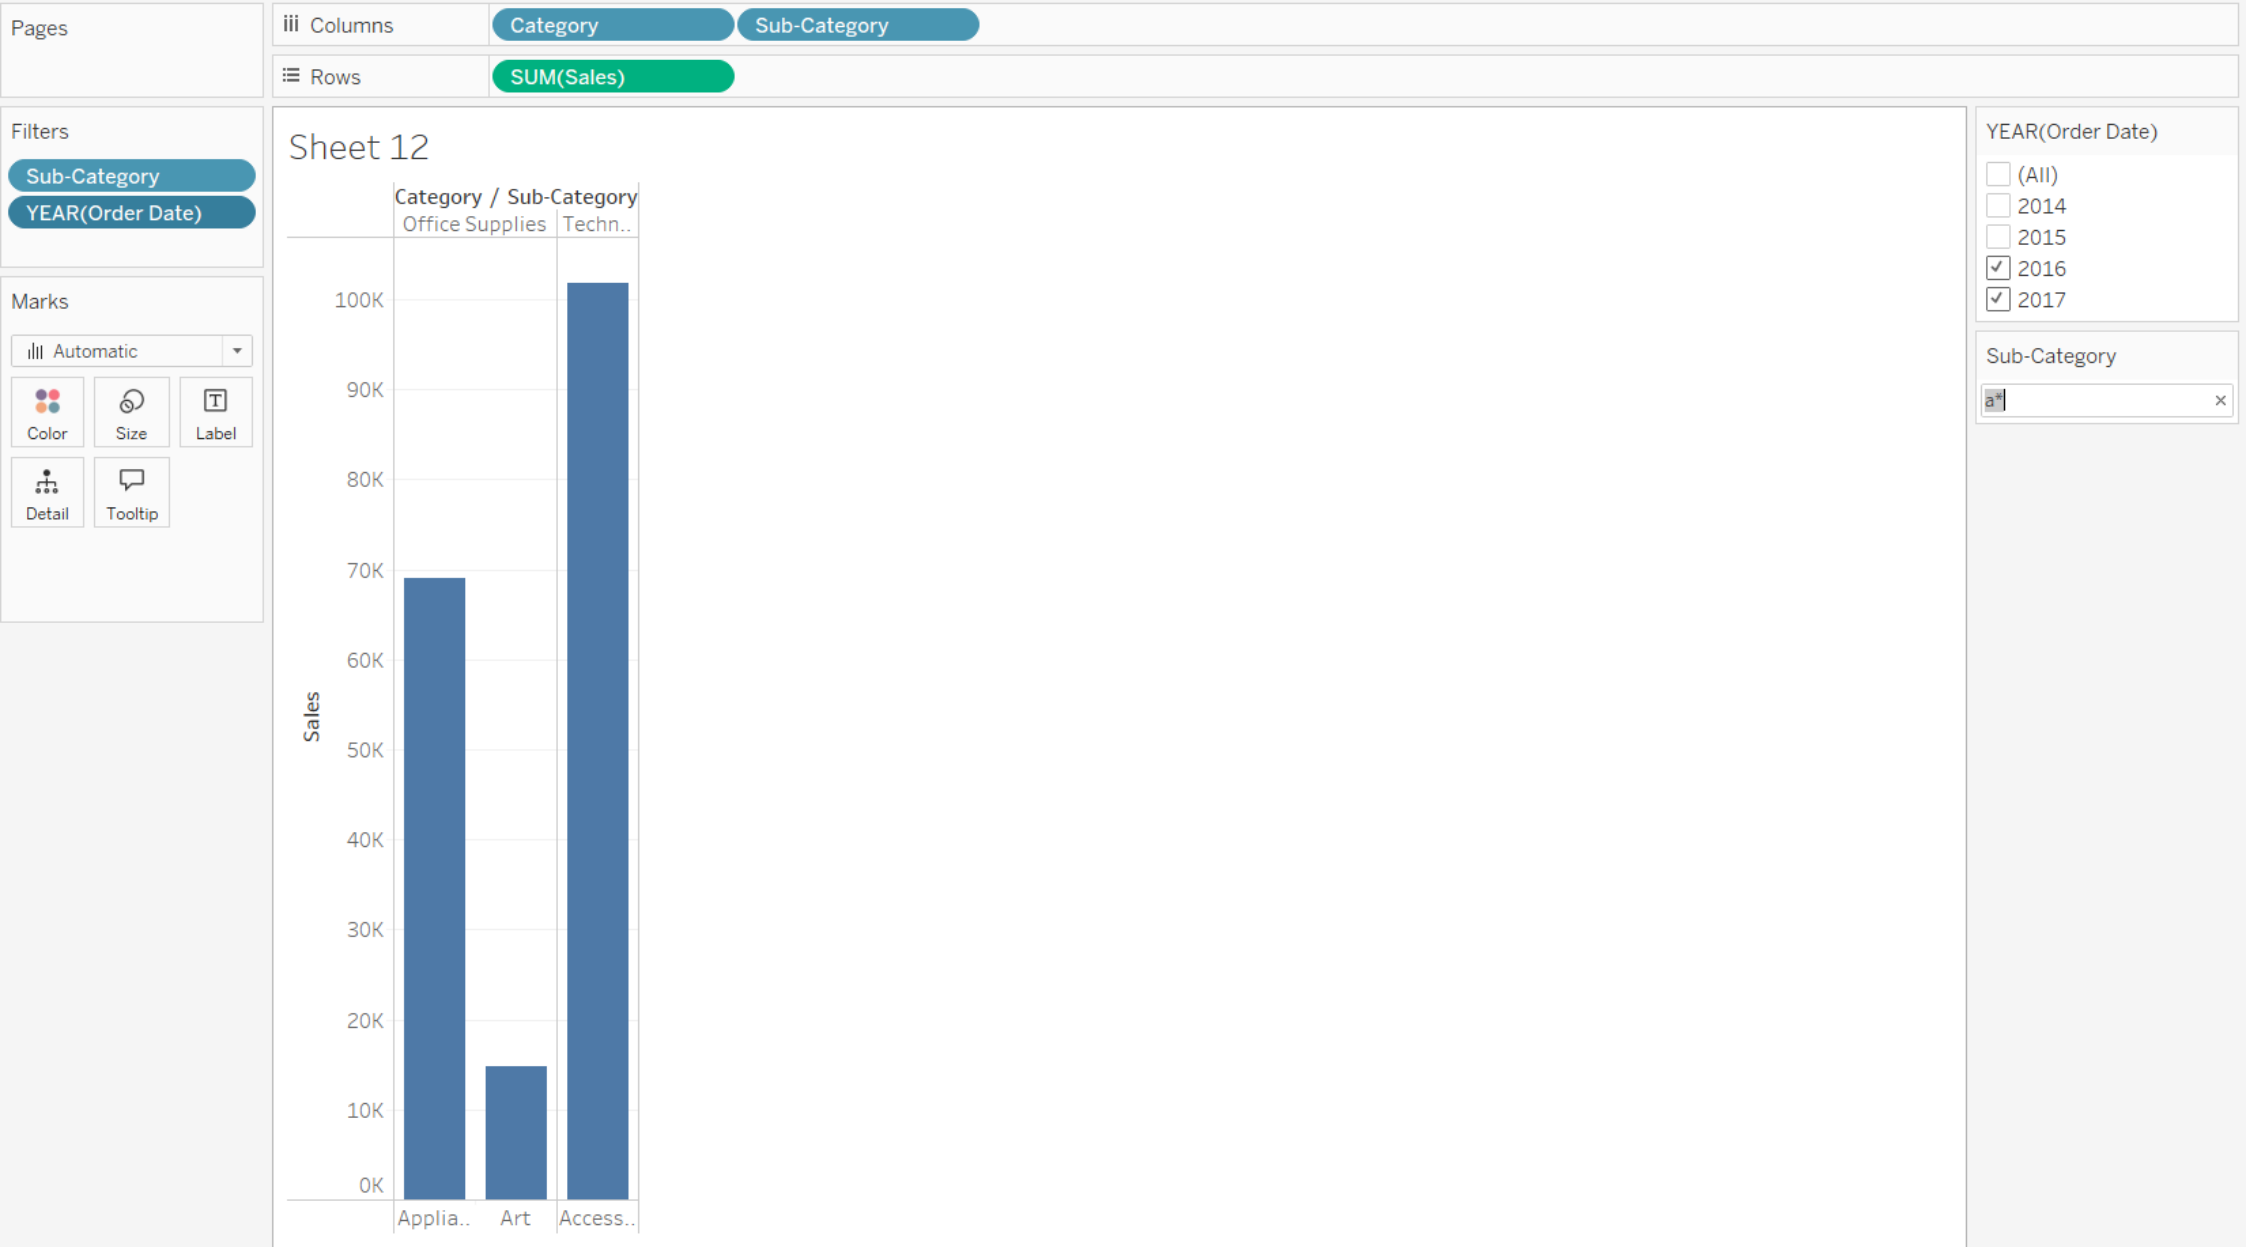 Pages
Columns Category Sub-Category
Rows SUM(Sales)
Filters
Sub-Category
YEAR(Order Date)
Marks
Automatic
Color Size Label
Detail Tooltip
Sheet 12
Category / Sub-Category
Office Supplies Techn..
100K
90K
80K
70K
60K
50K
40K
30K
20K
10K
0K
Sales
Applia.. Art Access..
YEAR(Order Date)
(All)
2014
2015
2016
2017
Sub-Category
a*